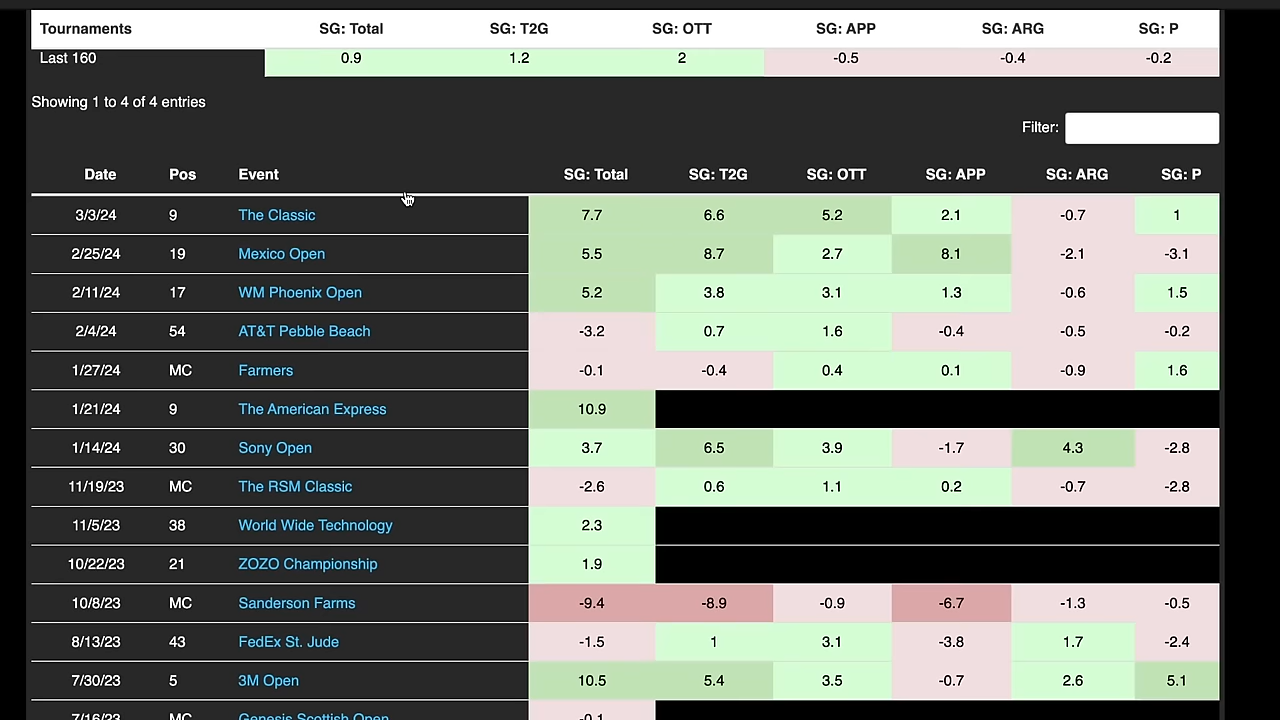 Tournaments SG: Total SG: T2G SG: OTT SG: APP SG: ARG SG: P
Last 160 0.9 1.2 2 -0.5 -0.4 -0.2
Showing 1 to 4 of 4 entries
Filter:
Date Pos Event SG: Total SG: T2G SG: OTT SG: APP SG: ARG SG: P
3/3/24 9 The Classic 7.7 6.6 5.2 2.1 -0.7 1
2/25/24 19 Mexico Open 5.5 8.7 2.7 8.1 -2.1 -3.1
2/11/24 17 WM Phoenix Open 5.2 3.8 3.1 1.3 -0.6 1.5
2/4/24 54 AT&T Pebble Beach -3.2 0.7 1.6 -0.4 -0.5 -0.2
1/27/24 MC Farmers -0.1 -0.4 0.4 0.1 -0.9 1.6
1/21/24 9 The American Express 10.9
1/14/24 30 Sony Open 3.7 6.5 3.9 -1.7 4.3 -2.8
11/19/23 MC The RSM Classic -2.6 0.6 1.1 0.2 -0.7 -2.8
11/5/23 38 World Wide Technology 2.3
10/22/23 21 ZOZO Championship 1.9
10/8/23 MC Sanderson Farms -9.4 -8.9 -0.9 -6.7 -1.3 -0.5
8/13/23 43 FedEx St. Jude -1.5 1 3.1 -3.8 1.7 -2.4
7/30/23 5 3M Open 10.5 5.4 3.5 -0.7 2.6 5.1
7/16/23 MC Genesis Scottish Open -0.1